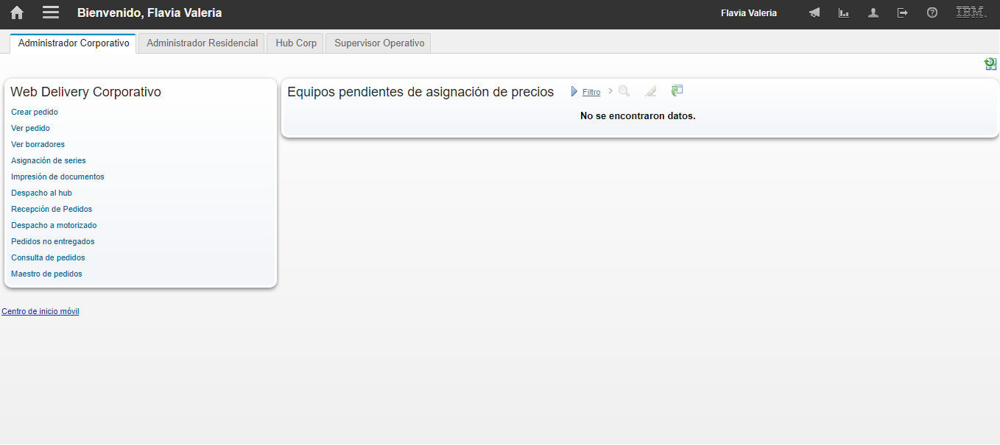 Bienvenido, Flavia Valeria
Flavia Valeria
IBM.
Administrador Corporativo
Administrador Residencial
Hub Corp
Supervisor Operativo
Web Delivery Corporativo
Crear pedido
Ver pedido
Ver borradores
Asignación de series
Impresión de documentos
Despacho al hub
Recepción de Pedidos
Despacho a motorizado
Pedidos no entregados
Consulta de pedidos
Maestro de pedidos
Equipos pendientes de asignación de precios
Filtro
No se encontraron datos.
Centro de inicio móvil